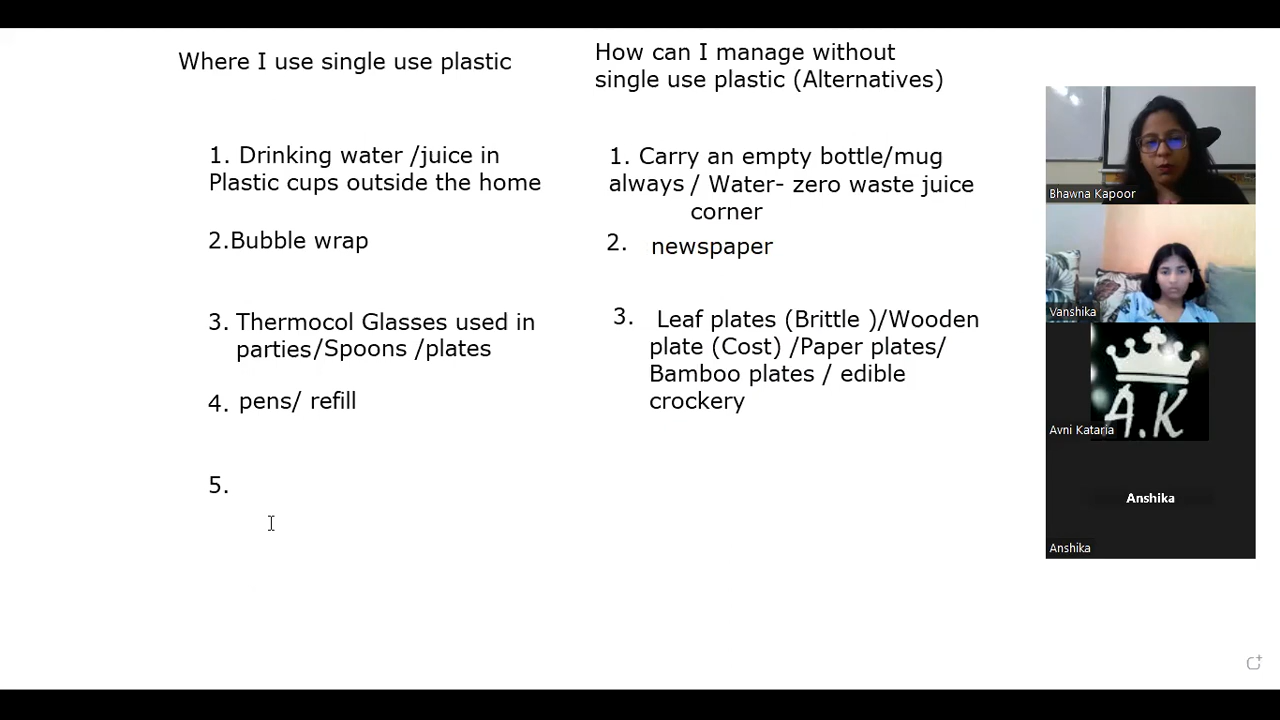 Where I use single use plastic
How can I manage without
single use plastic (Alternatives)
1. Drinking water /juice in
Plastic cups outside the home
1. Carry an empty bottle/mug
always / Water- zero waste juice
corner
2.Bubble wrap
2. newspaper
3. Thermocol Glasses used in
parties/Spoons /plates
3. Leaf plates (Brittle )/Wooden
plate (Cost) /Paper plates/
Bamboo plates / edible
crockery
4. pens/ refill
5.
Bhawna Kapoor
Vanshika
A.K
Avni Kataria
Anshika
Anshika